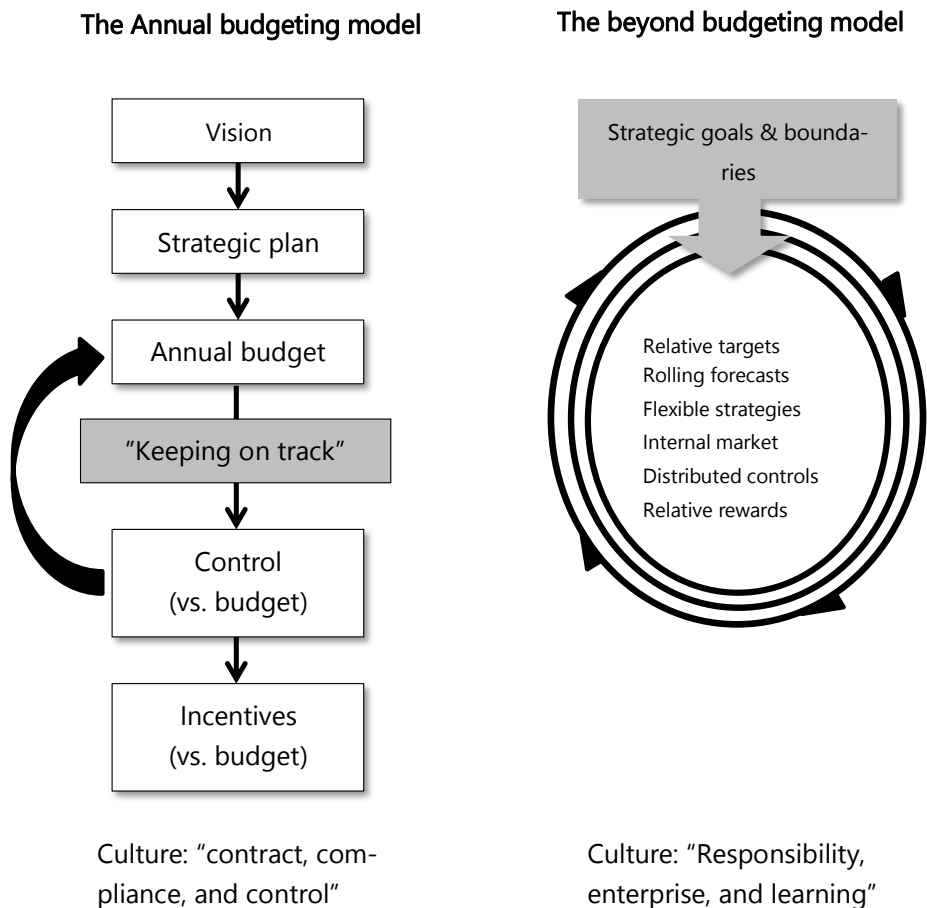 The Annual budgeting model
Vision
Strategic plan
Annual budget
"Keeping on track"
Control
(vs. budget)
Incentives
(vs. budget)
Culture: “contract, com-
pliance, and control”
The beyond budgeting model
Strategic goals & bounda-
ries
Relative targets
Rolling forecasts
Flexible strategies
Internal market
Distributed controls
Relative rewards
Culture: “Responsibility,
enterprise, and learning”